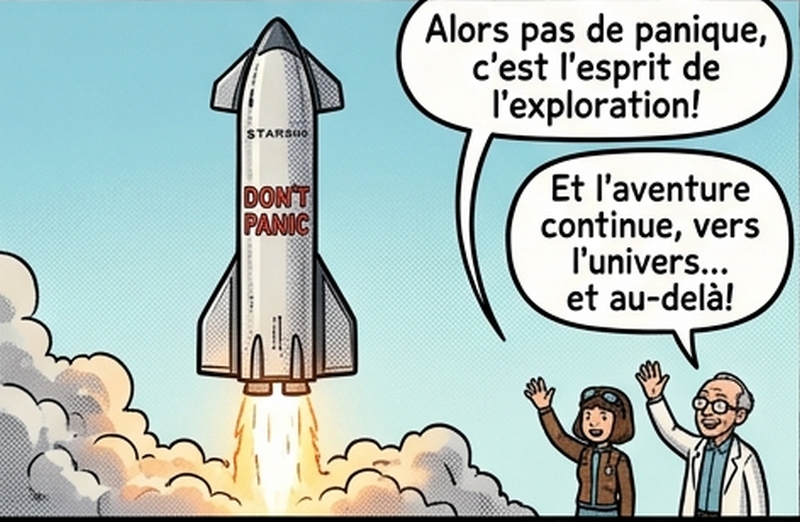 Alors pas de panique,
c'est l'esprit de
l'exploration!
Et l'aventure
continue, vers
l'univers...
et au-delà!
DON'T
PANIC